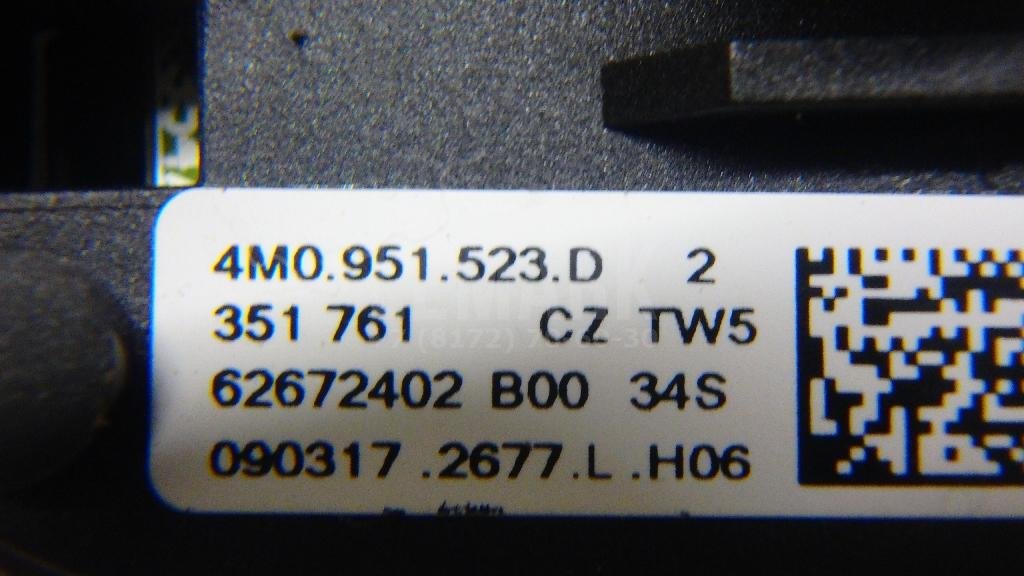 4M0.951.523.D 2
351 761 CZ TW5
62672402 B00 34S
090317.2677.L.H06